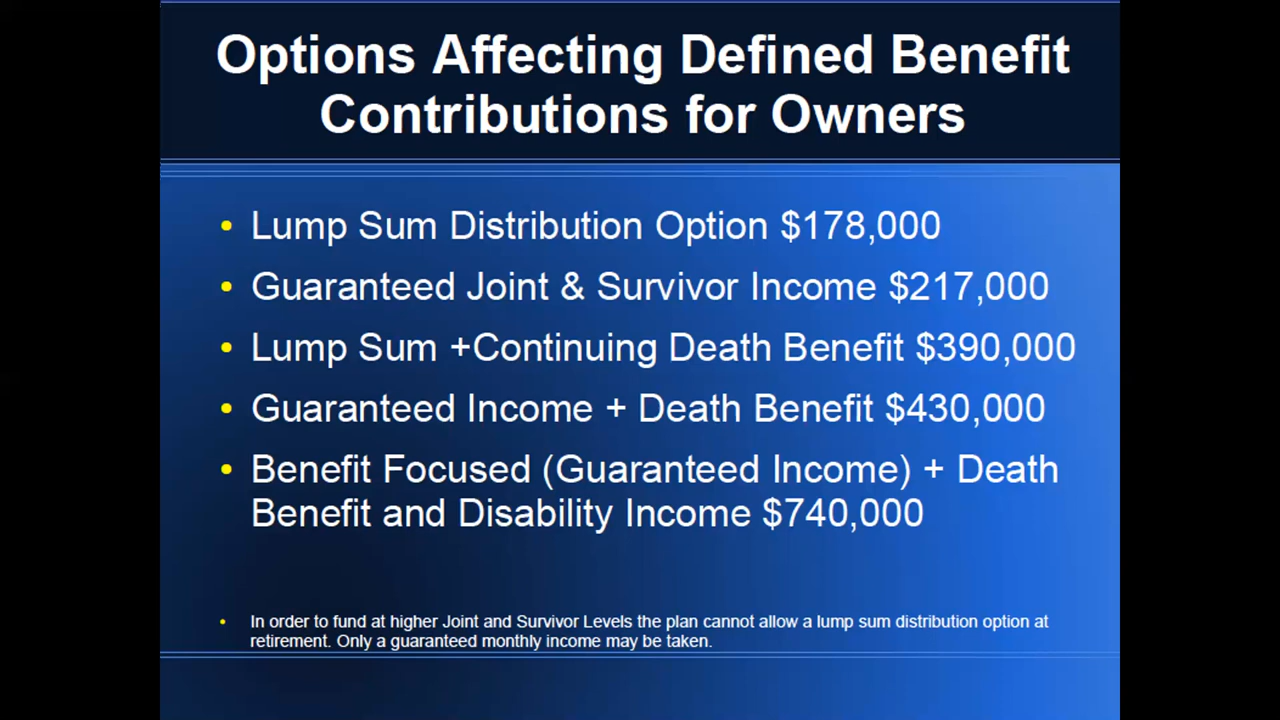 Options Affecting Defined Benefit
Contributions for Owners
• Lump Sum Distribution Option $178,000
• Guaranteed Joint & Survivor Income $217,000
• Lump Sum +Continuing Death Benefit $390,000
• Guaranteed Income + Death Benefit $430,000
• Benefit Focused (Guaranteed Income) + Death
Benefit and Disability Income $740,000
• In order to fund at higher Joint and Survivor Levels the plan cannot allow a lump sum distribution option at
retirement. Only a guaranteed monthly income may be taken.